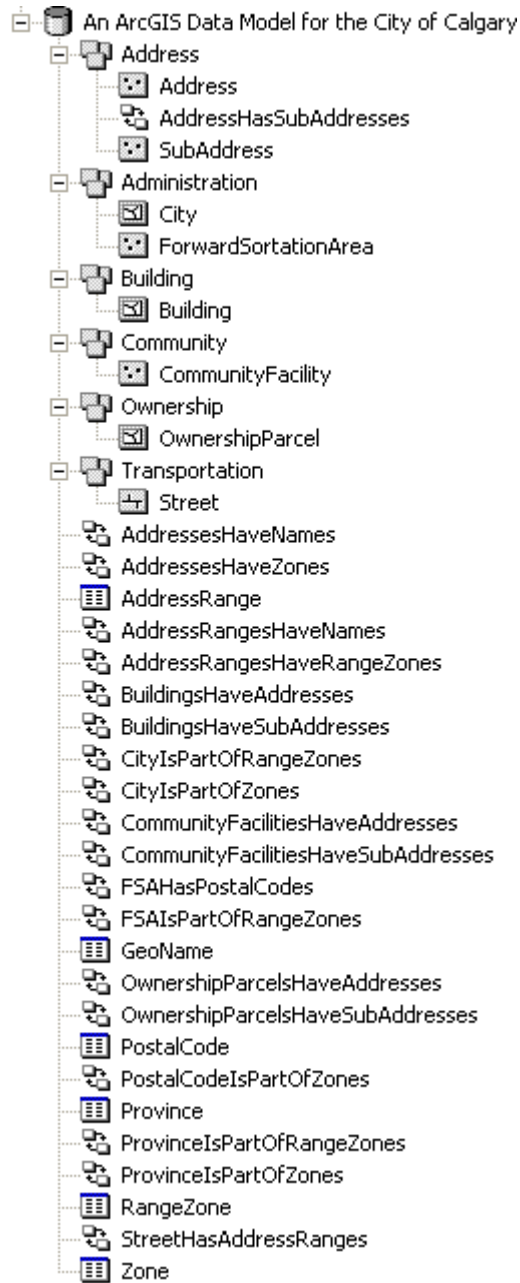 An ArcGIS Data Model for the City of Calgary
Address
Address
AddressHasSubAddresses
SubAddress
Administration
City
ForwardSortationArea
Building
Building
Community
CommunityFacility
Ownership
OwnershipParcel
Transportation
Street
AddressesHaveNames
AddressesHaveZones
AddressRange
AddressRangesHaveNames
AddressRangesHaveRangeZones
BuildingsHaveAddresses
BuildingsHaveSubAddresses
CityIsPartOfRangeZones
CityIsPartOfZones
CommunityFacilitiesHaveAddresses
CommunityFacilitiesHaveSubAddresses
FSAHasPostalCodes
FSAIsPartOfRangeZones
GeoName
OwnershipParcelsHaveAddresses
OwnershipParcelsHaveSubAddresses
PostalCode
PostalCodeIsPartOfZones
Province
ProvinceIsPartOfRangeZones
ProvinceIsPartOfZones
RangeZone
StreetHasAddressRanges
Zone